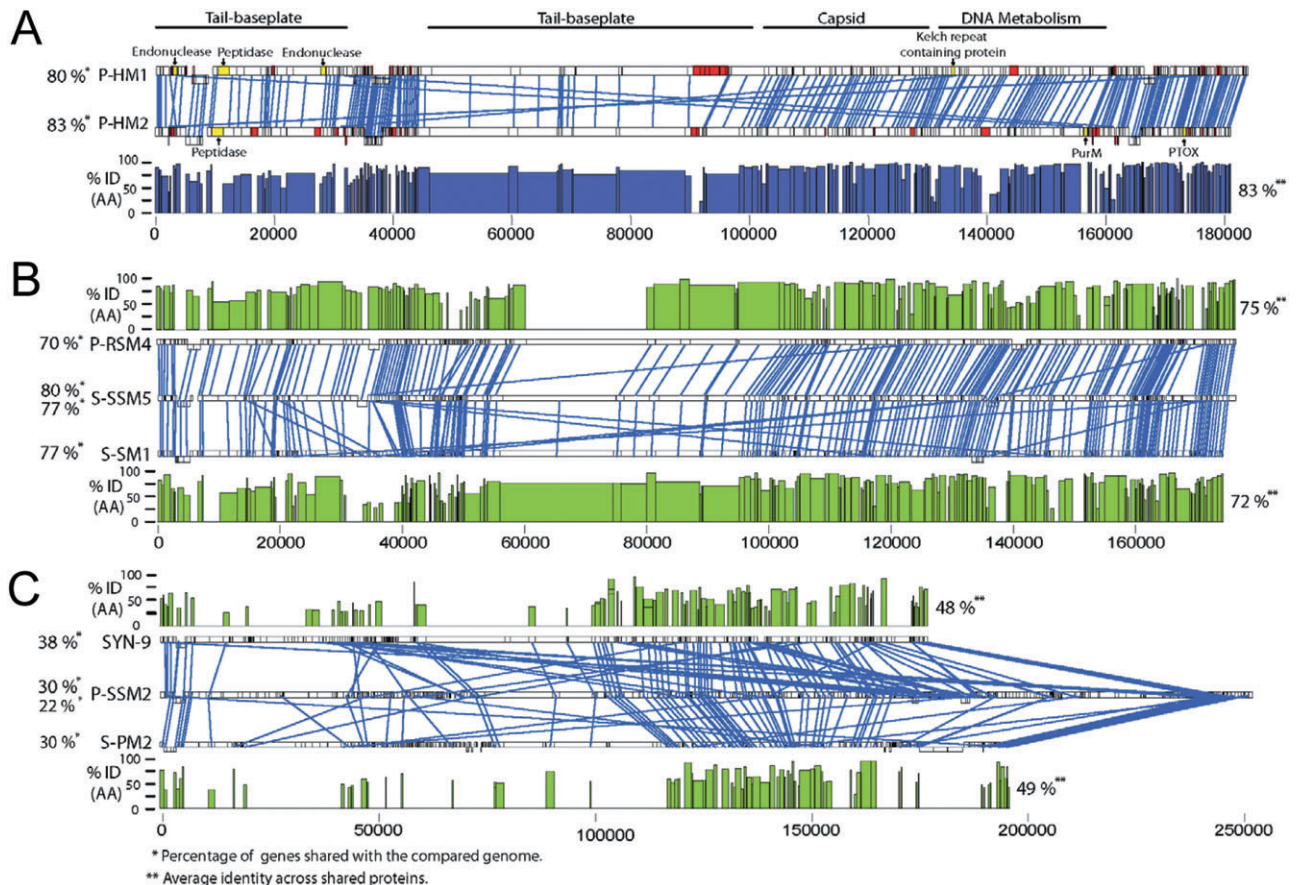 A
Tail-baseplate Tail-baseplate Capsid DNA Metabolism
Endonuclease Peptidase Endonuclease Kelch repeat containing protein
80 %* P-HM1
83 %* P-HM2
Peptidase PurM PTOX
% ID (AA) 100 50 0 83 %**
0 20000 40000 60000 80000 100000 120000 140000 160000 180000
B
% ID (AA) 100 50 0 75 %**
70 %* P-RSM4
80 %* S-SSM5
77 %*
77 %* S-SM1
% ID (AA) 100 50 0 72 %**
0 20000 40000 60000 80000 100000 120000 140000 160000
C
% ID (AA) 100 50 0 48 %**
38 %* SYN-9
30 %* P-SSM2
22 %*
30 %* S-PM2
% ID (AA) 100 50 0 49 %**
0 50000 100000 150000 200000 250000
* Percentage of genes shared with the compared genome.
** Average identity across shared proteins.